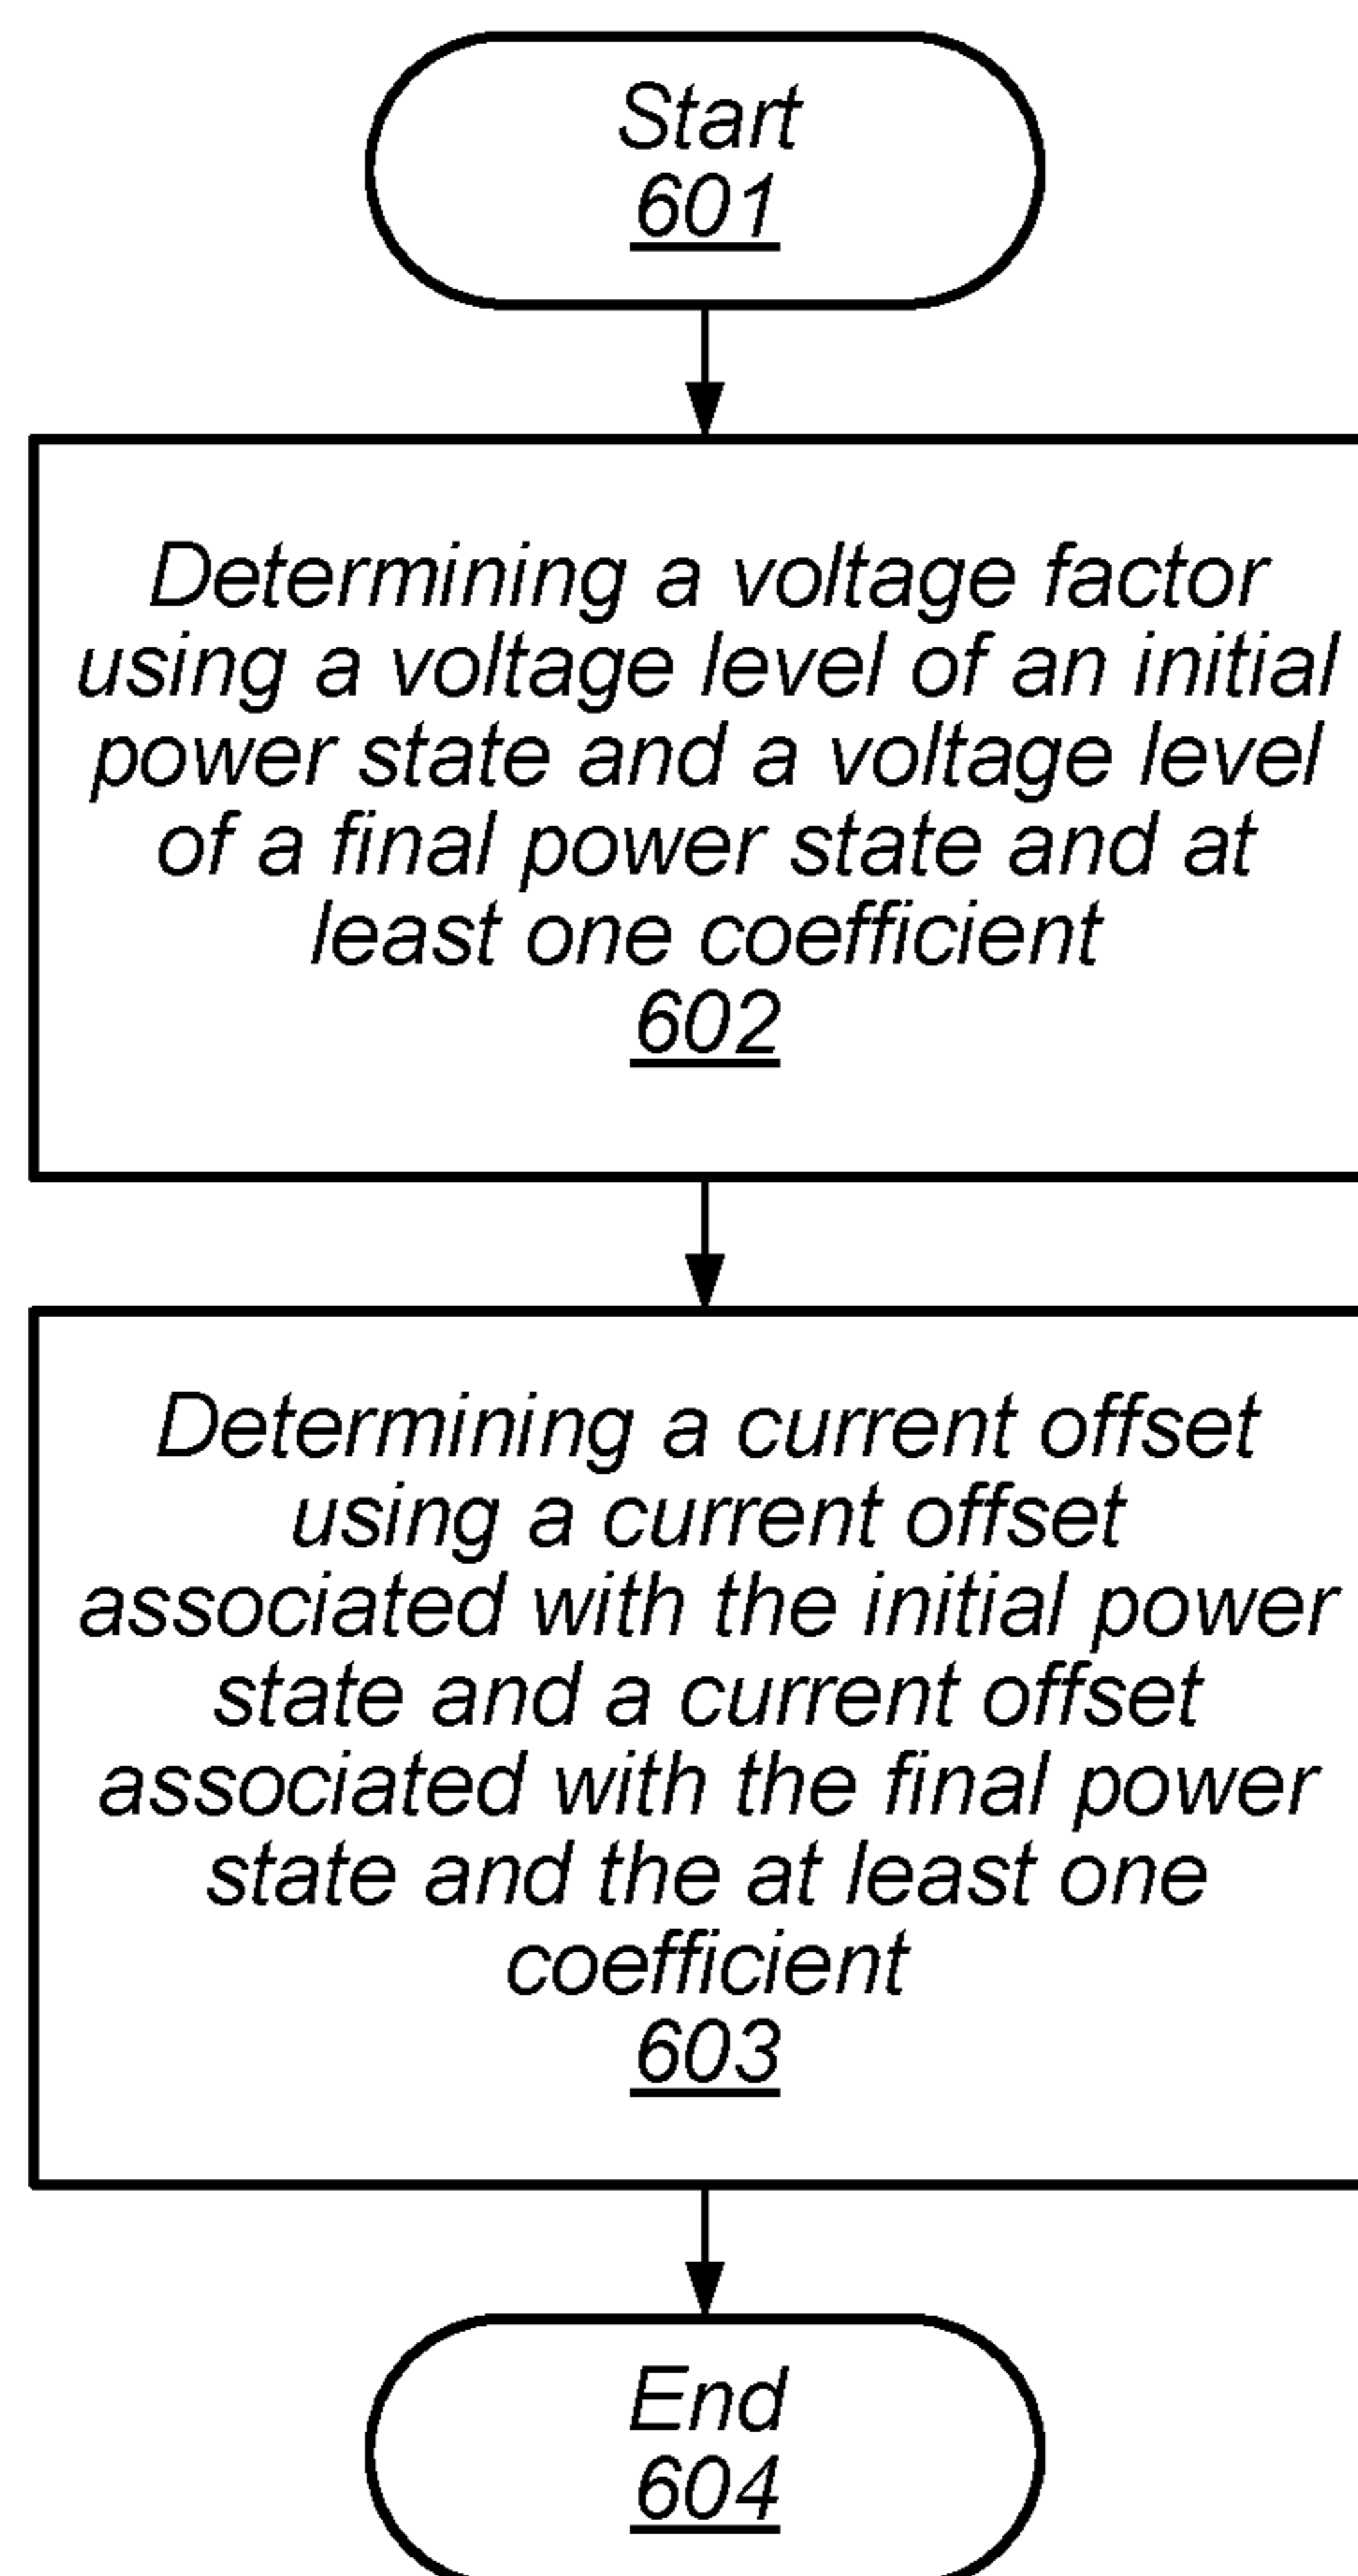 Start
601
Determining a voltage factor
using a voltage level of an initial
power state and a voltage level
of a final power state and at
least one coefficient
602
Determining a current offset
using a current offset
associated with the initial power
state and a current offset
associated with the final power
state and the at least one
coefficient
603
End
604